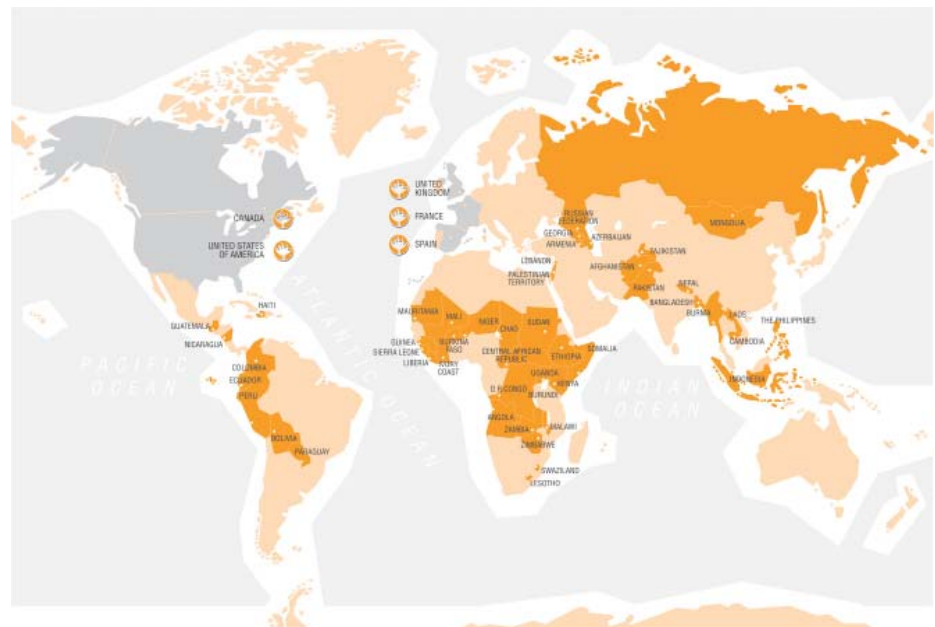 UNITED
KINGDOM
FRANCE
SPAIN
CANADA
UNITED STATES
OF AMERICA
RUSSIAN
FEDERATION
MONGOLIA
GEORGIA
ARMENIA
AZERBAIJAN
TAJIKISTAN
LEBANON
AFGHANISTAN
PALESTINIAN
TERRITORY
PAKISTAN
NEPAL
BANGLADESH
BURMA
LAOS
THE PHILIPPINES
CAMBODIA
INDONESIA
HAITI
GUATEMALA
NICARAGUA
COLOMBIA
ECUADOR
PERU
BOLIVIA
PARAGUAY
MAURITANIA
MALI
NIGER
CHAD
SUDAN
GUINEA
SIERRA LEONE
LIBERIA
BURKINA
FASO
IVORY
COAST
CENTRAL AFRICAN
REPUBLIC
ETHIOPIA
SOMALIA
UGANDA
KENYA
D.R.CONGO
BURUNDI
ANGOLA
ZAMBIA
MALAWI
ZIMBABWE
SWAZILAND
LESOTHO
PACIFIC
OCEAN
ATLANTIC OCEAN
INDIAN
OCEAN